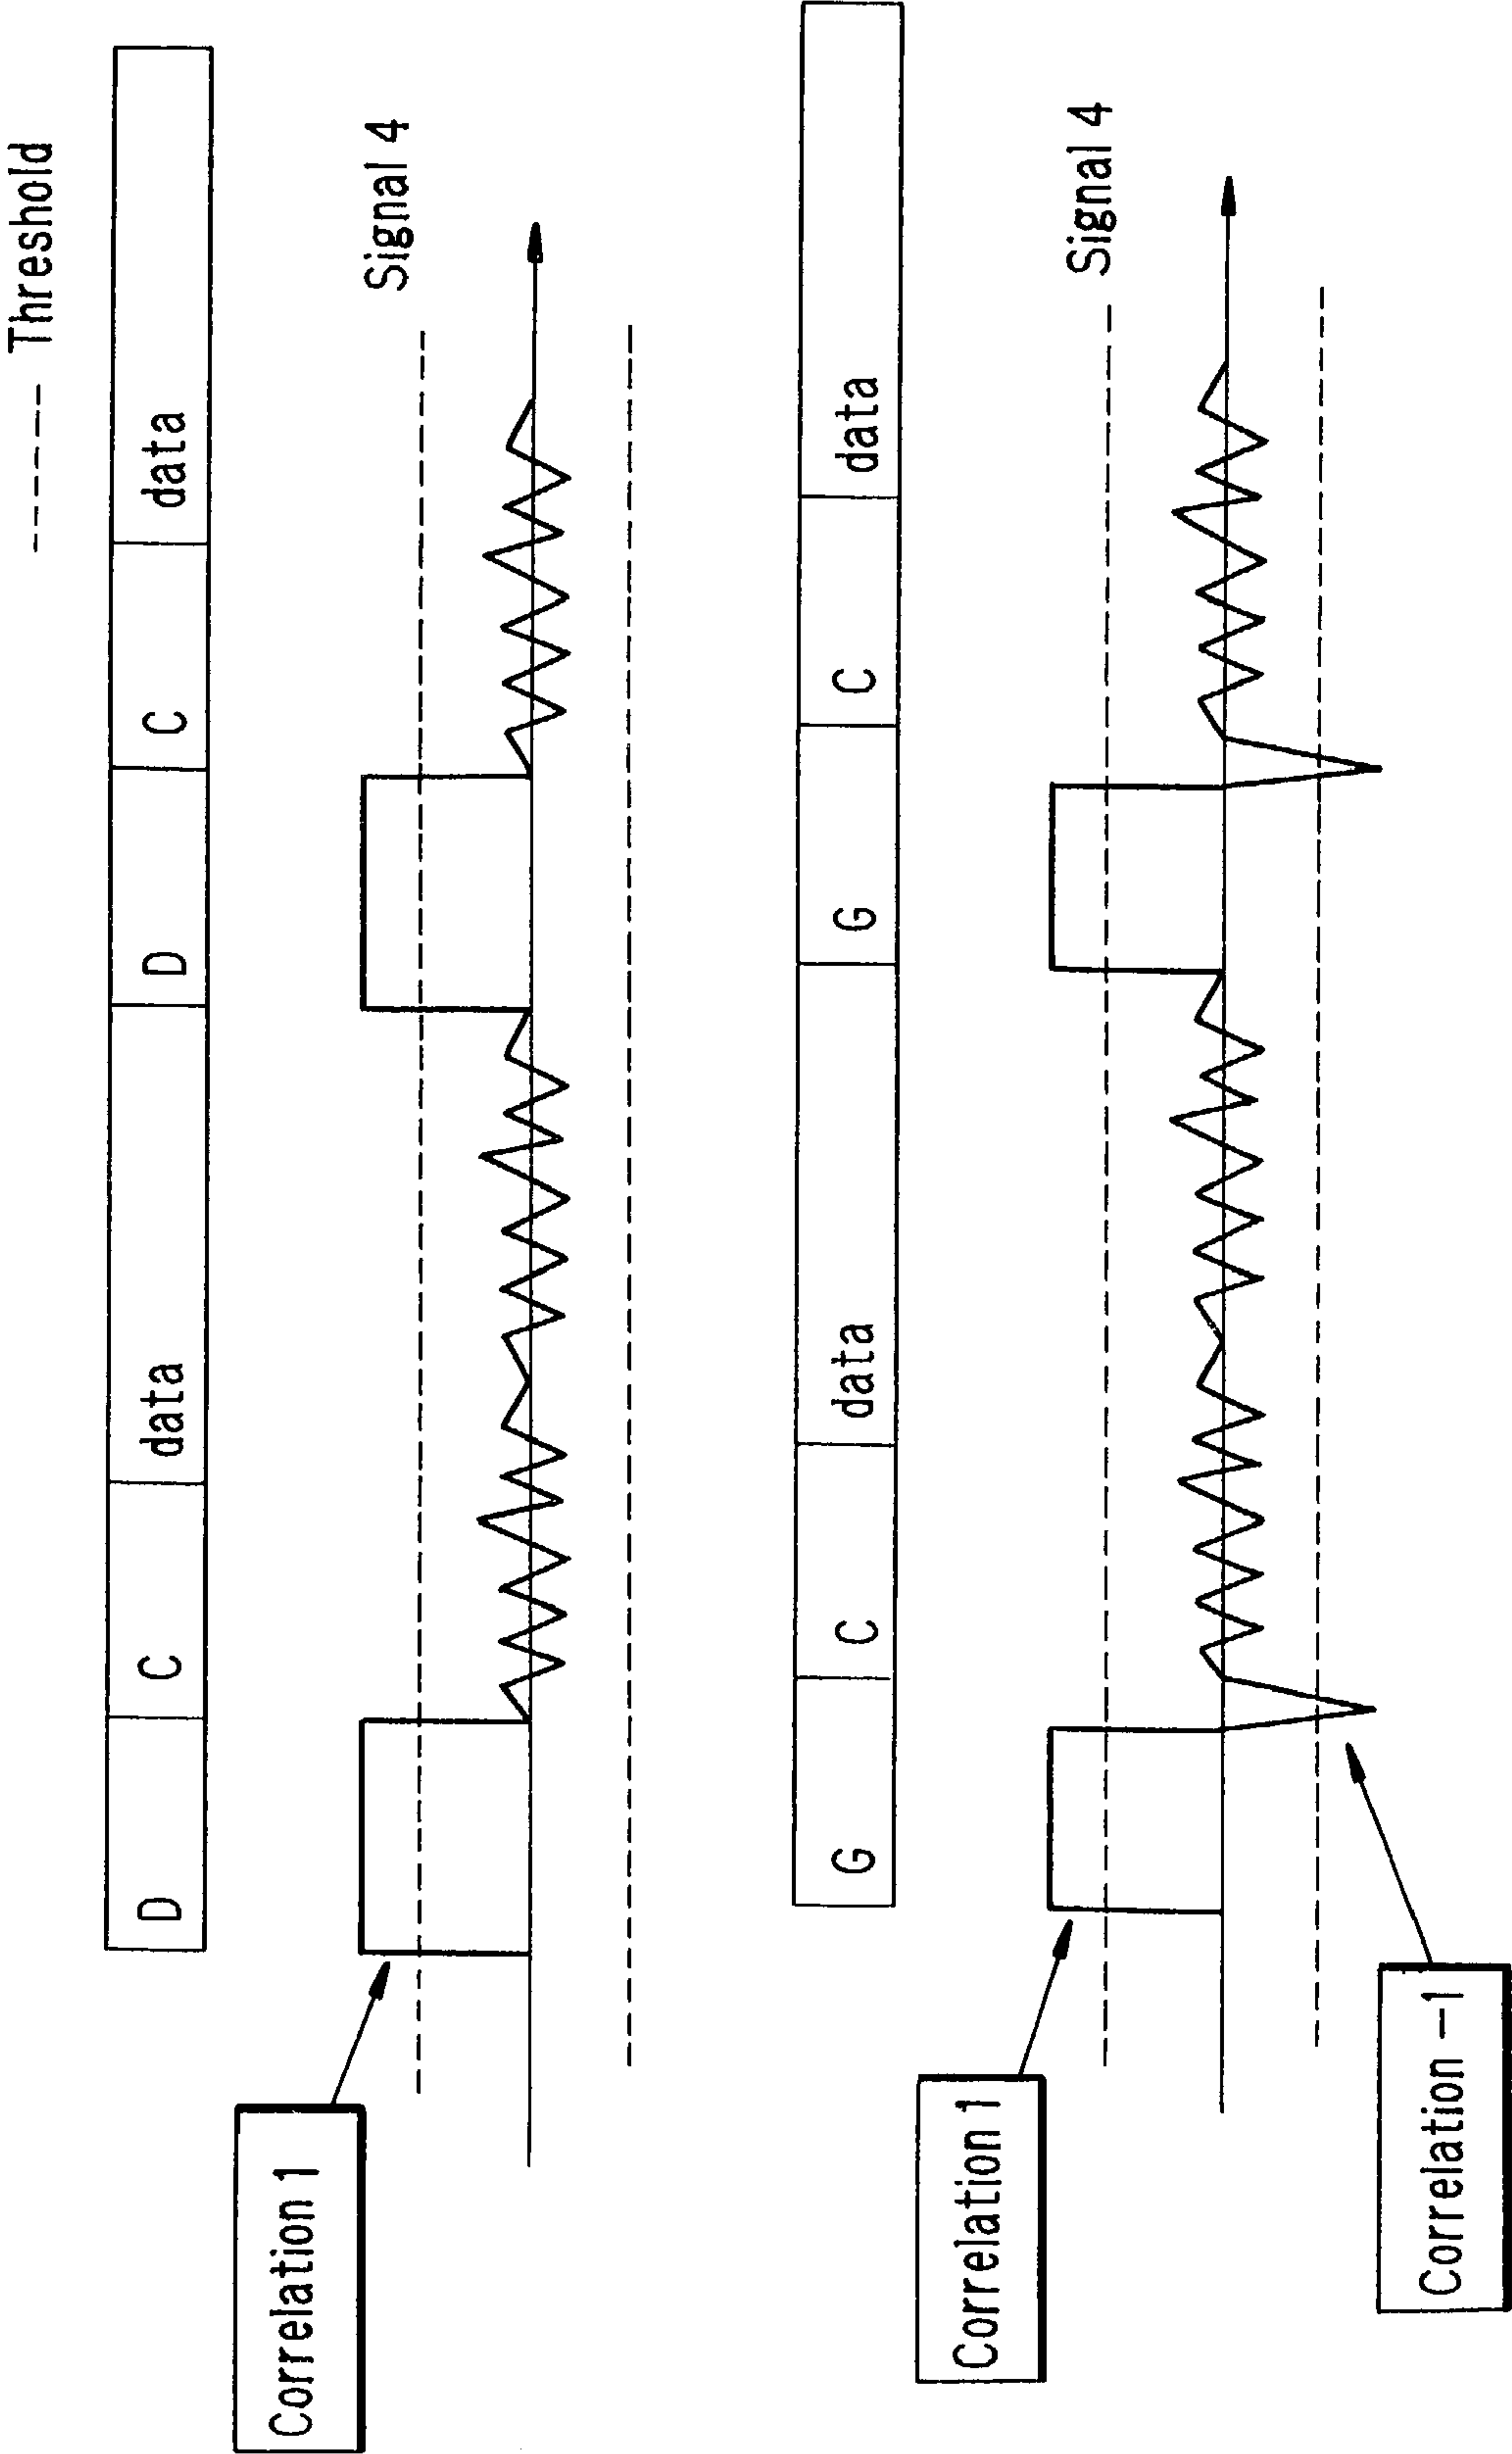 Threshold
D C data D C data
Signal 4
Correlation 1
G C data G C data
Signal 4
Correlation 1
Correlation –1